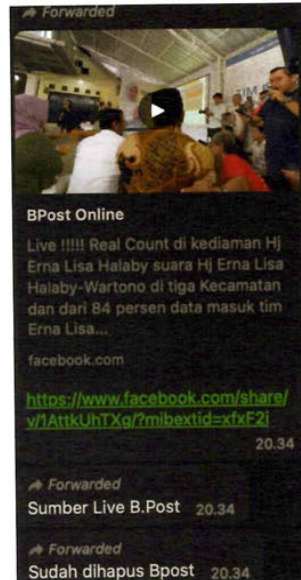 Forwarded
BPost Online
Live !!!!! Real Count di kediaman Hj
Erna Lisa Halaby suara Hj Erna Lisa
Halaby-Wartono di tiga Kecamatan
dan dari 84 persen data masuk tim
Erna Lisa...
facebook.com
https://www.facebook.com/share/
v/1AttkUhTXg/?mibextid=xfxF2i
20.34
Forwarded
Sumber Live B.Post 20.34
Forwarded
Sudah dihapus Bpost 20.34